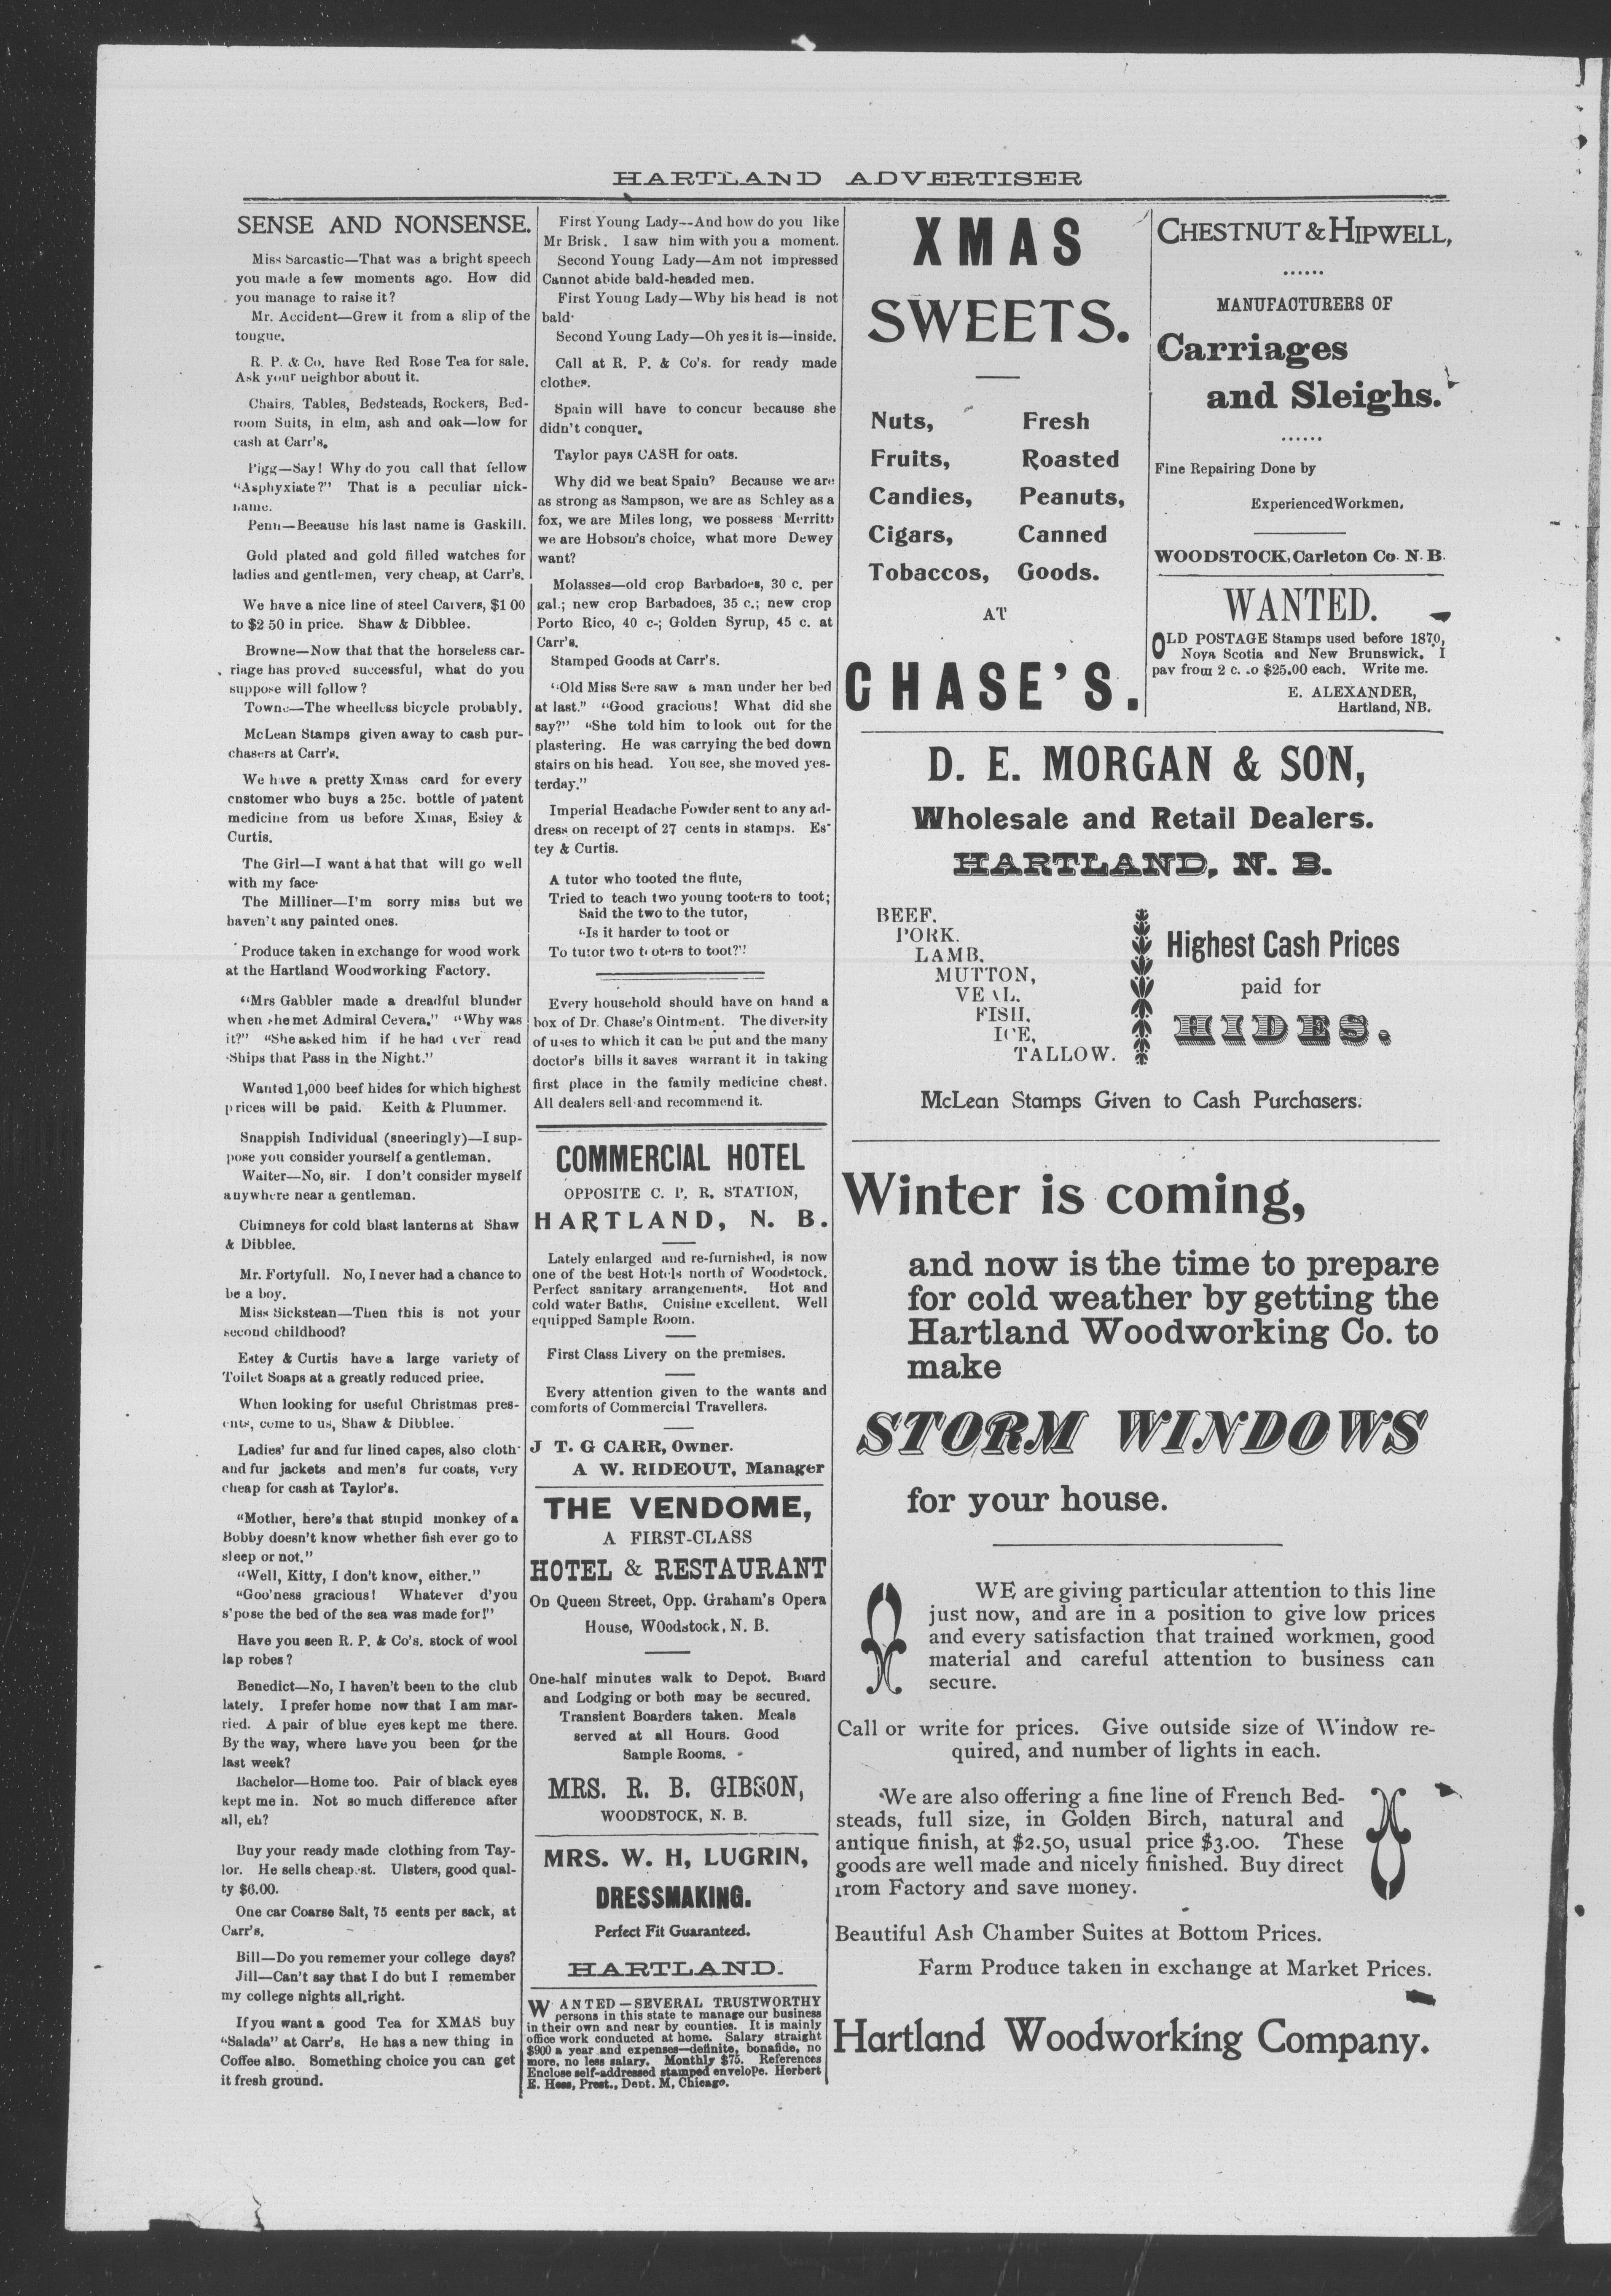 HARTLAND ADVERTISER
SENSE AND NONSENSE.
Miss Sarcastic—That was a bright speech
you made a few moments ago. How did
you manage to raise it?
Mr. Accident—Grew it from a slip of the
tongue.
R. P. & Co. have Red Rose Tea for sale.
Ask your neighbor about it.
Chairs, Tables, Bedsteads, Rockers, Bed-
room Suits, in elm, ash and oak—low for
cash at Carr's.
Pigg—Say! Why do you call that fellow
"Asphyxiate?" That is a peculiar nick-
name.
Penn—Because his last name is Gaskill.
Gold plated and gold filled watches for
ladies and gentlemen, very cheap, at Carr's.
We have a nice line of steel Carvers, $1 00
to $2 50 in price. Shaw & Dibblee.
Browne—Now that that the horseless car-
riage has proved successful, what do you
suppose will follow?
Towne—The wheelless bicycle probably.
McLean Stamps given away to cash pur-
chasers at Carr's.
We have a pretty Xmas card for every
cnstomer who buys a 25c. bottle of patent
medicine from us before Xmas, Estey &
Curtis.
The Girl—I want a hat that will go well
with my face·
The Milliner—I'm sorry miss but we
haven't any painted ones.
Produce taken in exchange for wood work
at the Hartland Woodworking Factory.
"Mrs Gabbler made a dreadful blunder
when she met Admiral Cevera." "Why was
it?" "She asked him if he had ever read
'Ships that Pass in the Night."
Wanted 1,000 beef hides for which highest
prices will be paid. Keith & Plummer.
Snappish Individual (sneeringly)—I sup-
pose you consider yourself a gentleman.
Waiter—No, sir. I don't consider myself
anywhere near a gentleman.
Chimneys for cold blast lanterns at Shaw
& Dibblee.
Mr. Fortyfull. No, I never had a chance to
be a boy.
Miss Sickstean—Then this is not your
second childhood?
Estey & Curtis have a large variety of
Toilet Soaps at a greatly reduced priee.
When looking for useful Christmas pres-
ents, come to us, Shaw & Dibblee.
Ladies' fur and fur lined capes, also cloth
and fur jackets and men's fur coats, very
cheap for cash at Taylor's.
"Mother, here's that stupid monkey of a
Bobby doesn't know whether fish ever go to
sleep or not."
"Well, Kitty, I don't know, either."
"Goo'ness gracious! Whatever d'you
s'pose the bed of the sea was made for!"
Have you seen R. P. & Co's. stock of wool
lap robes?
Benedict—No, I haven't been to the club
lately. I prefer home now that I am mar-
ried. A pair of blue eyes kept me there.
By the way, where have you been for the
last week?
Bachelor—Home too. Pair of black eyes
kept me in. Not so much difference after
all, eh?
Buy your ready made clothing from Tay-
lor. He sells cheapest. Ulsters, good qual-
ty $6.00.
One car Coarse Salt, 75 cents per sack, at
Carr's.
Bill—Do you rememer your college days?
Jill—Can't say that I do but I remember
my college nights all right.
If you want a good Tea for XMAS buy
"Salada" at Carr's. He has a new thing in
Coffee also. Something choice you can get
it fresh ground.
First Young Lady—And how do you like
Mr Brisk. I saw him with you a moment.
Second Young Lady—Am not impressed
Cannot abide bald-headed men.
First Young Lady—Why his head is not
bald·
Second Young Lady—Oh yes it is—inside.
Call at R. P. & Co's. for ready made
clothes.
Spain will have to concur because she
didn't conquer.
Taylor pays CASH for oats.
Why did we beat Spain? Because we are
as strong as Sampson, we are as Schley as a
fox, we are Miles long, we possess Merritt,
we are Hobson's choice, what more Dewey
want?
Molasses—old crop Barbadoes, 30 c. per
gal.; new crop Barbadoes, 35 c.; new crop
Porto Rico, 40 c-; Golden Syrup, 45 c. at
Carr's.
Stamped Goods at Carr's.
"Old Miss Sere saw a man under her bed
at last." "Good gracious! What did she
say?" "She told him to look out for the
plastering. He was carrying the bed down
stairs on his head. You see, she moved yes-
terday."
Imperial Headache Powder sent to any ad-
dress on receipt of 27 cents in stamps. Es-
tey & Curtis.
A tutor who tooted the flute,
Tried to teach two young tooters to toot;
Said the two to the tutor,
"Is it harder to toot or
To tutor two tooters to toot?"
Every household should have on hand a
box of Dr. Chase's Ointment. The diversity
of uses to which it can be put and the many
doctor's bills it saves warrant it in taking
first place in the family medicine chest.
All dealers sell and recommend it.
COMMERCIAL HOTEL
OPPOSITE C. P. R. STATION,
HARTLAND, N. B.
Lately enlarged and re-furnished, is now
one of the best Hotels north of Woodstock.
Perfect sanitary arrangements. Hot and
cold water Baths. Cuisine excellent. Well
equipped Sample Room.
First Class Livery on the premises.
Every attention given to the wants and
comforts of Commercial Travellers.
J T. G CARR, Owner.
A W. RIDEOUT, Manager
THE VENDOME,
A FIRST-CLASS
HOTEL & RESTAURANT
On Queen Street, Opp. Graham's Opera
House, WOodstock, N. B.
One-half minutes walk to Depot. Board
and Lodging or both may be secured.
Transient Boarders taken. Meals
served at all Hours. Good
Sample Rooms.
MRS. R. B. GIBSON,
WOODSTOCK, N. B.
MRS. W. H, LUGRIN,
DRESSMAKING.
Perfect Fit Guaranteed.
HARTLAND.
WANTED—SEVERAL TRUSTWORTHY
persons in this state to manage our business
in their own and near by counties. It is mainly
office work conducted at home. Salary straight
$900 a year and expenses—definite, bonafide, no
more, no less salary. Monthly $75. References
Enclose self-addressed stamped envelope. Herbert
E. Hess, Prest., Dept. M, Chicago.
XMAS
SWEETS.
Nuts, Fresh
Fruits, Roasted
Candies, Peanuts,
Cigars, Canned
Tobaccos, Goods.
AT
CHASE'S.
CHESTNUT & HIPWELL,
MANUFACTURERS OF
Carriages
and Sleighs.
Fine Repairing Done by
Experienced Workmen,
WOODSTOCK, Carleton Co. N. B.
WANTED.
OLD POSTAGE Stamps used before 1870,
Nova Scotia and New Brunswick. I
pay from 2 c. .o $25.00 each. Write me.
E. ALEXANDER,
Hartland, NB.
D. E. MORGAN & SON,
Wholesale and Retail Dealers.
HARTLAND, N. B.
BEEF.
PORK.
LAMB,
MUTTON,
VEAL.
FISH,
ICE,
TALLOW.
Highest Cash Prices
paid for
HIDES.
McLean Stamps Given to Cash Purchasers.
Winter is coming,
and now is the time to prepare
for cold weather by getting the
Hartland Woodworking Co. to
make
STORM WINDOWS
for your house.
WE are giving particular attention to this line
just now, and are in a position to give low prices
and every satisfaction that trained workmen, good
material and careful attention to business can
secure.
Call or write for prices. Give outside size of Window re-
quired, and number of lights in each.
We are also offering a fine line of French Bed-
steads, full size, in Golden Birch, natural and
antique finish, at $2.50, usual price $3.00. These
goods are well made and nicely finished. Buy direct
from Factory and save money.
Beautiful Ash Chamber Suites at Bottom Prices.
Farm Produce taken in exchange at Market Prices.
Hartland Woodworking Company.